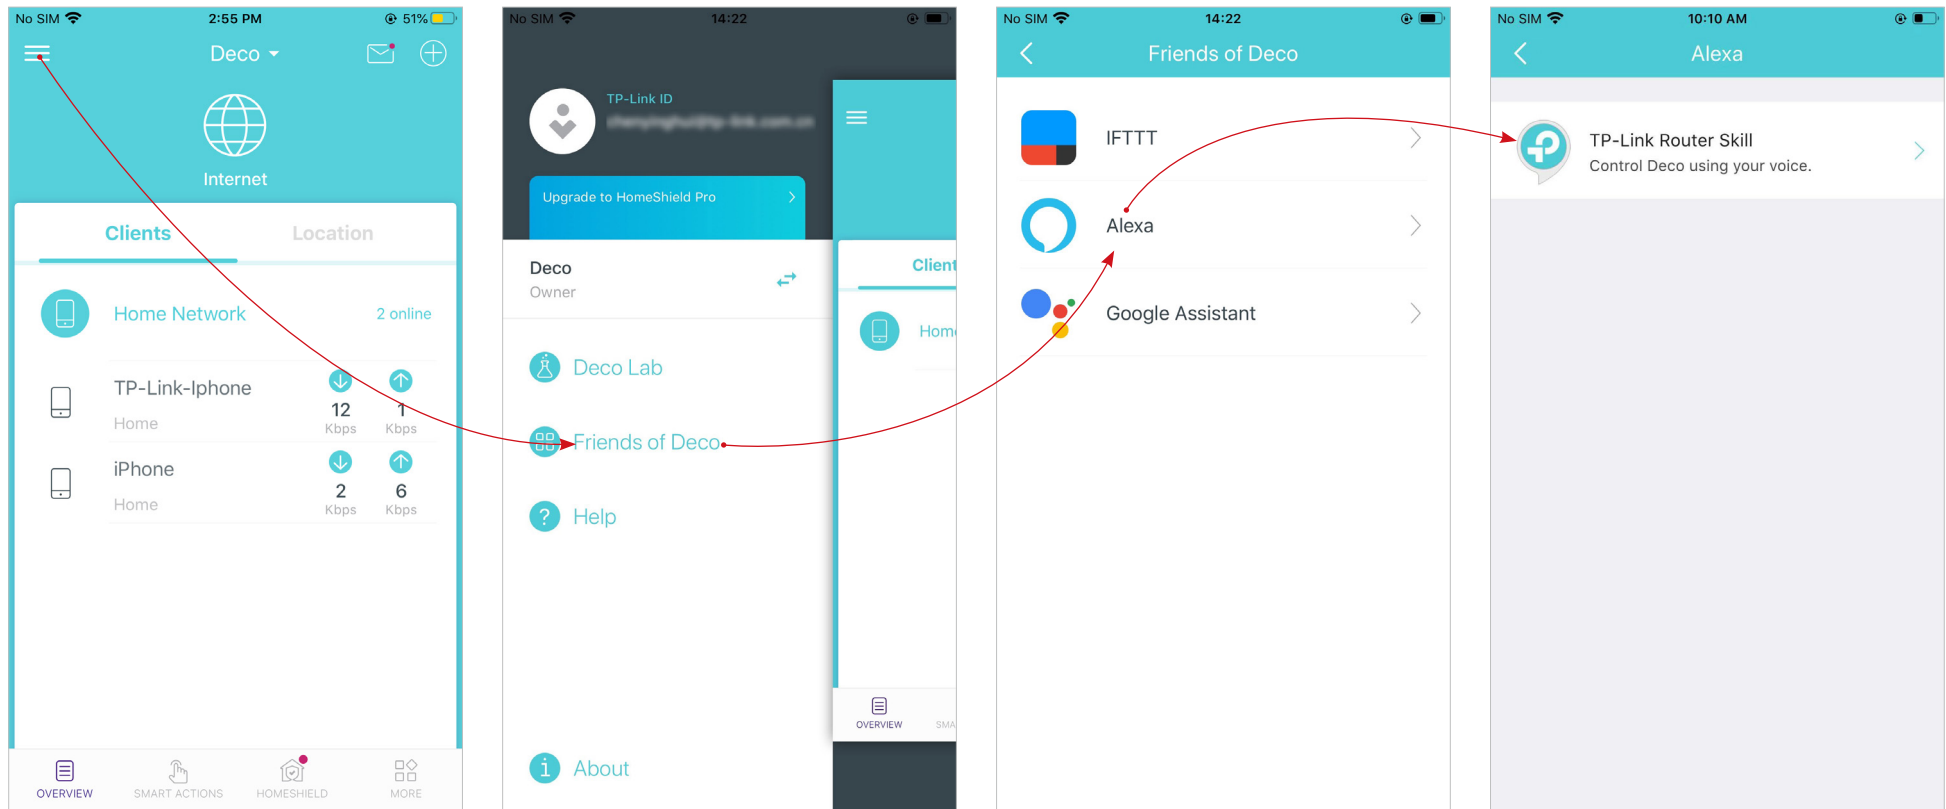 No SIM
2:55 PM
51%
Deco
Internet
Clients
Location
Home Network
2 online
TP-Link-Iphone
Home
12
Kbps
1
Kbps
iPhone
Home
2
Kbps
6
Kbps
OVERVIEW
SMART ACTIONS
HOMESHIELD
MORE
No SIM
14:22
TP-Link ID
Upgrade to HomeShield Pro
Deco
Owner
Deco Lab
Friends of Deco
Help
About
Client
Home
OVERVIEW
SMA
No SIM
14:22
Friends of Deco
IFTTT
Alexa
Google Assistant
No SIM
10:10 AM
Alexa
TP-Link Router Skill
Control Deco using your voice.